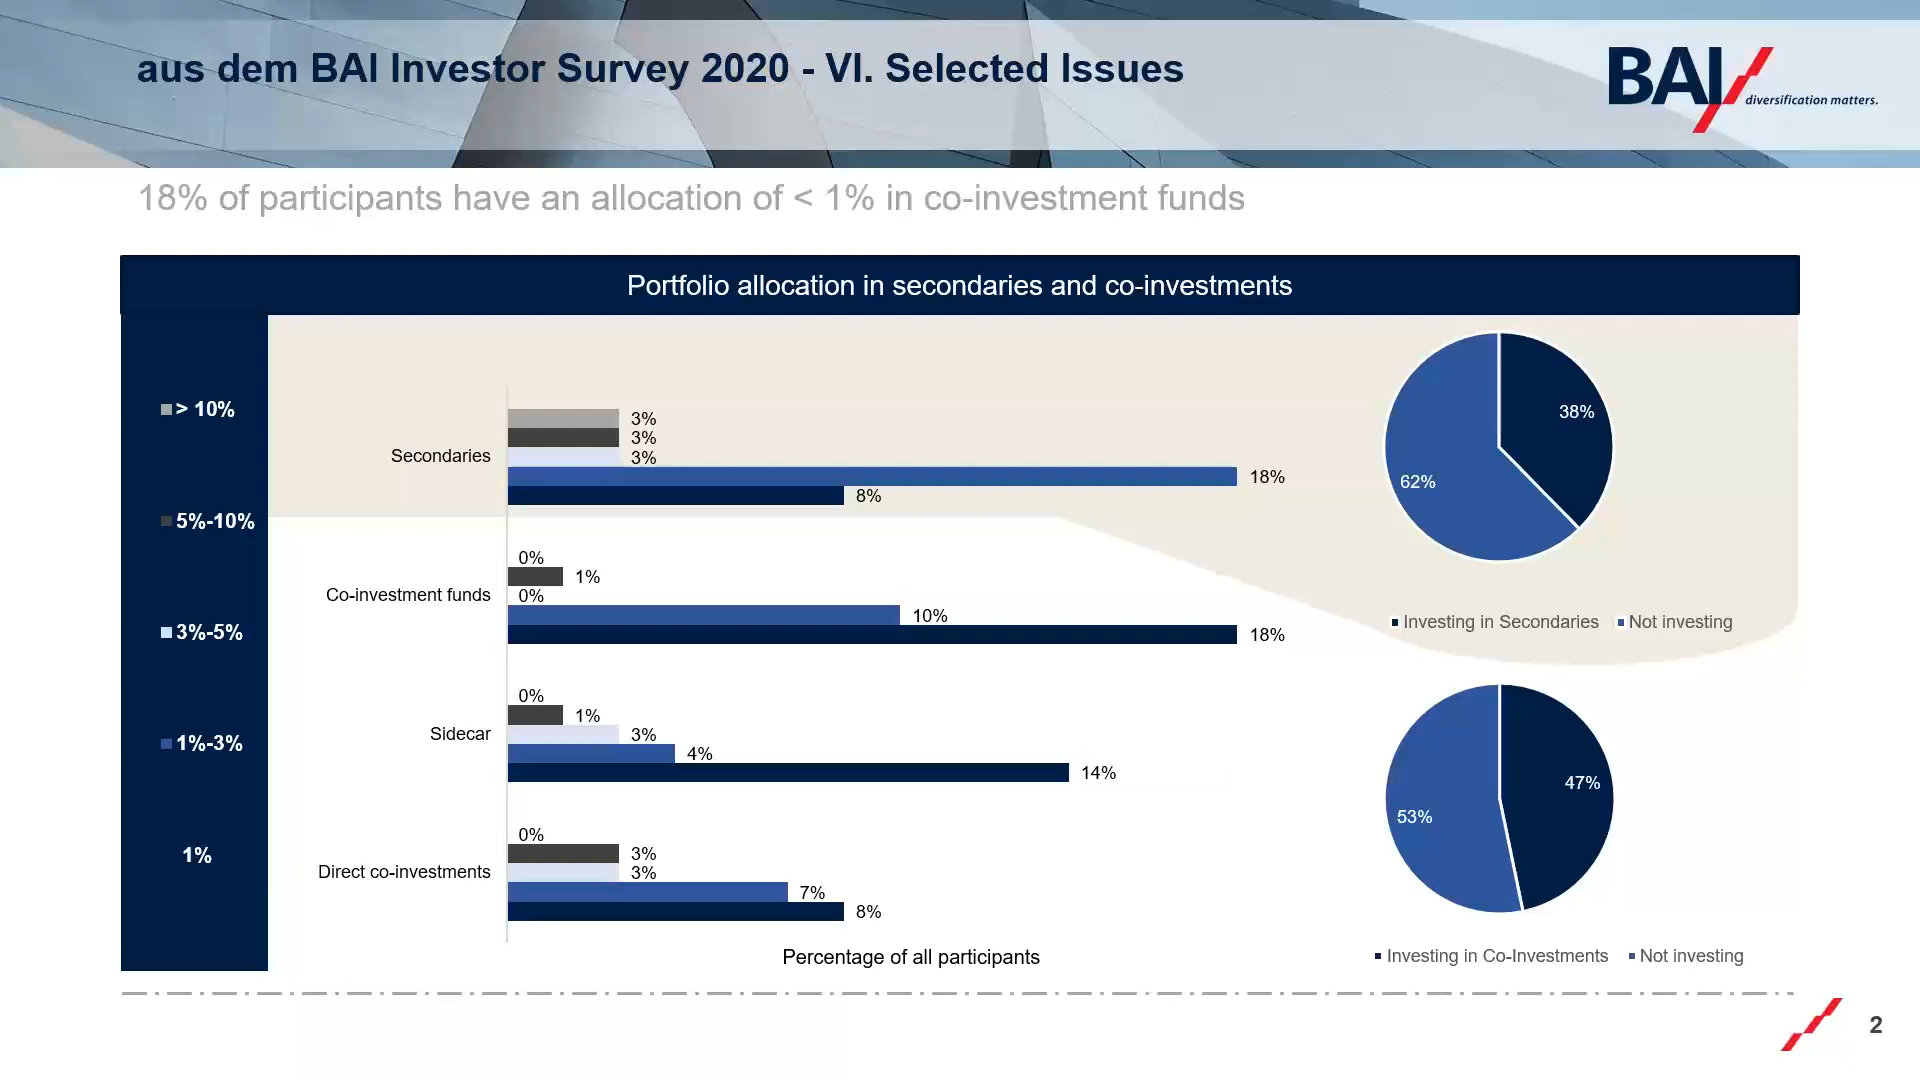 aus dem BAI Investor Survey 2020 - VI. Selected Issues
BAI
diversification matters.
18% of participants have an allocation of < 1% in co-investment funds
Portfolio allocation in secondaries and co-investments
> 10%
5%-10%
3%-5%
1%-3%
1%
Secondaries
3%
3%
3%
18%
8%
Co-investment funds
0%
1%
0%
10%
18%
Sidecar
0%
1%
3%
4%
14%
Direct co-investments
0%
3%
3%
7%
8%
Percentage of all participants
38%
62%
Investing in Secondaries Not investing
47%
53%
Investing in Co-Investments Not investing
2